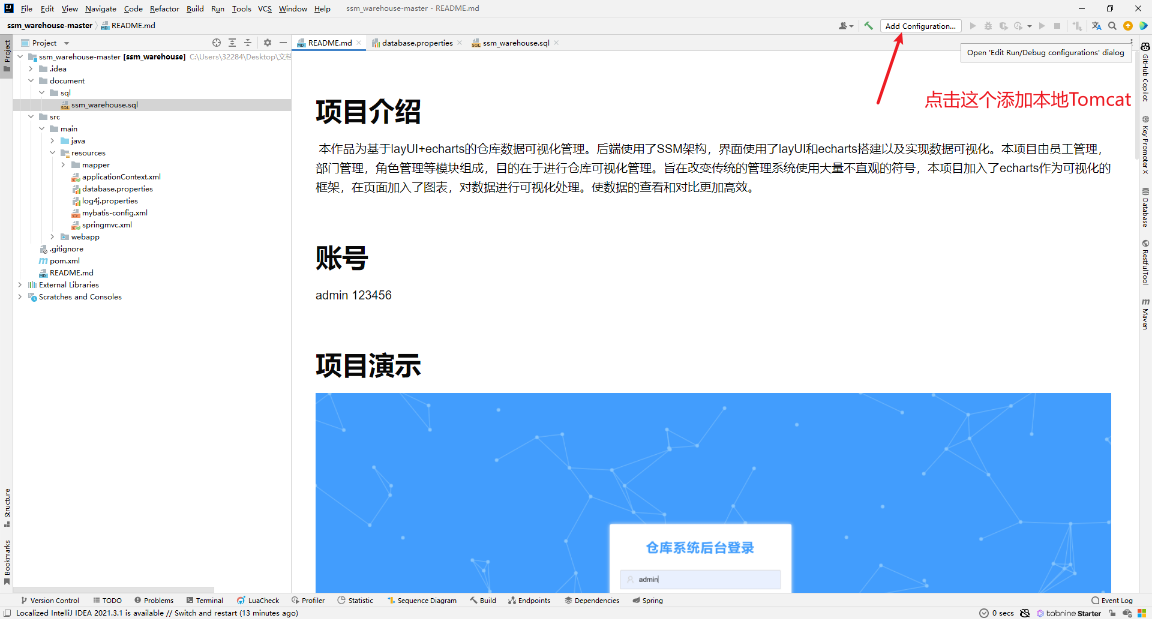 File Edit View Navigate Code Refactor Build Run Tools VCS Window Help ssm_warehouse-master - README.md
ssm_warehouse-master README.md
Add Configuration...
Project
README.md
database.properties
ssm_warehouse.sql
Open 'Edit Run/Debug configurations' dialog
点击这个添加本地Tomcat
ssm_warehouse-master [ssm_warehouse] C:\Users\32284\Desktop\文档
.idea
document
sql
ssm_warehouse.sql
src
main
java
resources
mapper
applicationContext.xml
database.properties
log4j.properties
mybatis-config.xml
springmvc.xml
webapp
.gitignore
pom.xml
README.md
External Libraries
Scratches and Consoles
项目介绍
本作品为基于layUI+echarts的仓库数据可视化管理。后端使用了SSM架构，界面使用了layUI和echarts搭建以及实现数据可视化。本项目由员工管理，
部门管理，角色管理等模块组成，目的在于进行仓库可视化管理。旨在改变传统的管理系统使用大量不直观的符号，本项目加入了echarts作为可视化的
框架，在页面加入了图表，对数据进行可视化处理。使数据的查看和对比更加高效。
账号
admin 123456
项目演示
仓库系统后台登录
admin
Project
Structure
Bookmarks
GitHub Copilot
Key Promoter X
Database
RestfulTool
Maven
Version Control TODO Problems Terminal LuaCheck Profiler Statistic Sequence Diagram Build Endpoints Dependencies Spring Event Log
Localized IntelliJ IDEA 2021.3.1 is available // Switch and restart (13 minutes ago) 0 secs tabnine Starter